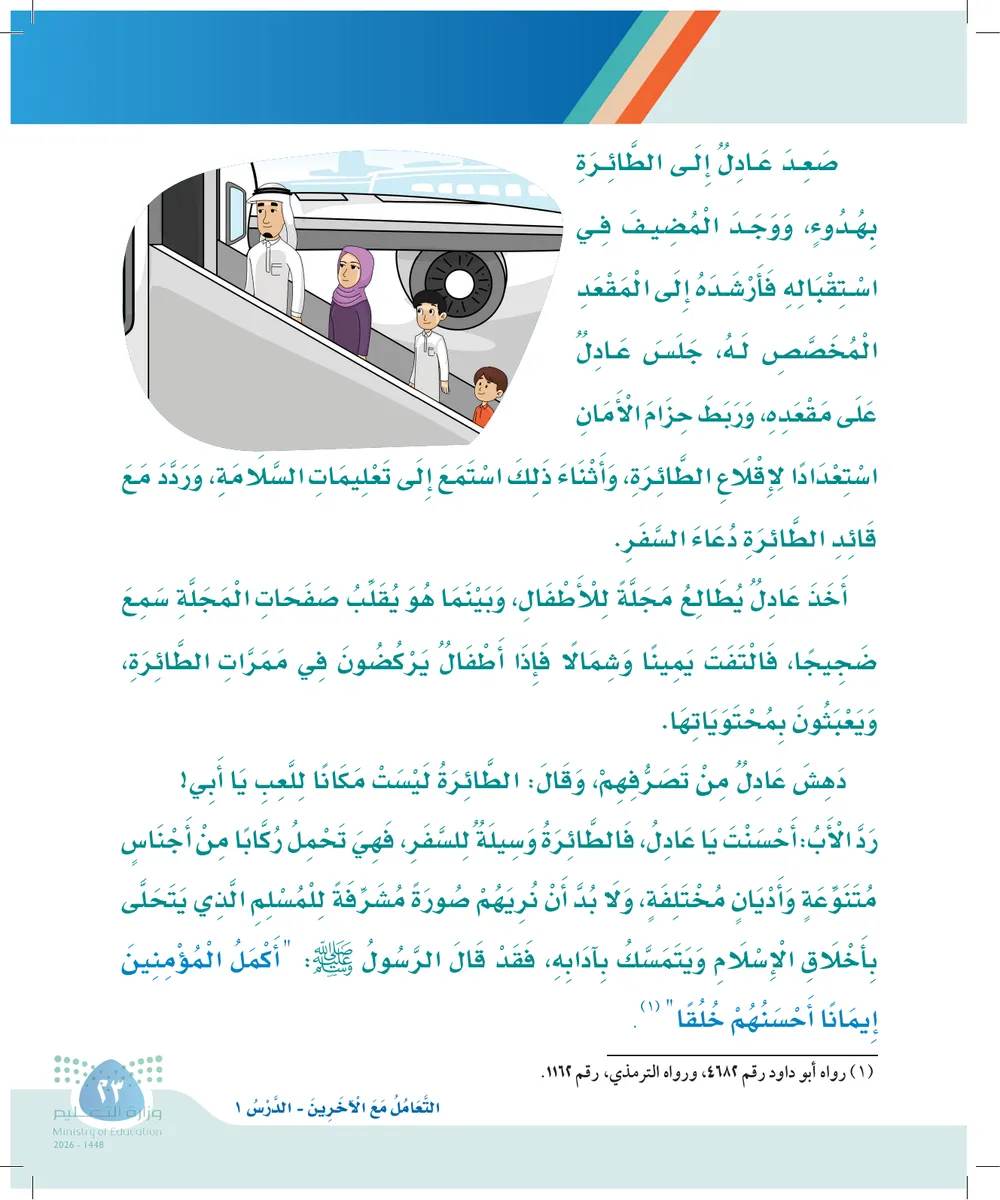 صَعِدَ عَادِلٌ إِلَى الطَّائِرَةِ
بِهُدُوءٍ، وَوَجَدَ الْمُضِيفَ فِي
اسْتِقْبَالِهِ فَأَرْشَدَهُ إِلَى الْمَقْعَدِ
الْمُخَصَّصِ لَهُ، جَلَسَ عَادِلٌ
عَلَى مَقْعَدِهِ، وَرَبَطَ حِزَامَ الْأَمَانِ
اسْتِعْدَادًا لِإِقْلَاعِ الطَّائِرَةِ، وَأَثْنَاءَ ذَلِكَ اسْتَمَعَ إِلَى تَعْلِيمَاتِ السَّلَامَةِ، وَرَدَّدَ مَعَ
قَائِدِ الطَّائِرَةِ دُعَاءَ السَّفَرِ.
أَخَذَ عَادِلٌ يُطَالِعُ مَجَلَّةً لِلْأَطْفَالِ، وَبَيْنَمَا هُوَ يُقَلِّبُ صَفَحَاتِ الْمَجَلَّةِ سَمِعَ
ضَجِيجًا، فَالْتَفَتَ يَمِينًا وَشِمَالًا فَإِذَا أَطْفَالٌ يَرْكُضُونَ فِي مَمَرَّاتِ الطَّائِرَةِ،
وَيَعْبَثُونَ بِمُحْتَوَيَاتِهَا.
دَهِشَ عَادِلٌ مِنْ تَصَرُّفِهِمْ، وَقَالَ: الطَّائِرَةُ لَيْسَتْ مَكَانًا لِلَّعِبِ يَا أَبِي!
رَدَّ الْأَبُ: أَحْسَنْتَ يَا عَادِلُ، فَالطَّائِرَةُ وَسِيلَةٌ لِلسَّفَرِ، فَهِيَ تَحْمِلُ رُكَّابًا مِنْ أَجْنَاسٍ
مُتَنَوِّعَةٍ وَأَدْيَانٍ مُخْتَلِفَةٍ، وَلَا بُدَّ أَنْ نُرِيَهُمْ صُورَةً مُشَرِّفَةً لِلْمُسْلِمِ الَّذِي يَتَحَلَّى
بِأَخْلَاقِ الْإِسْلَامِ وَيَتَمَسَّكُ بِآدَابِهِ، فَقَدْ قَالَ الرَّسُولُ ﷺ: "أَكْمَلُ الْمُؤْمِنِينَ
إِيمَانًا أَحْسَنُهُمْ خُلُقًا" (١).
(١) رواه أبو داود رقم ٤٦٨٢، ورواه الترمذي، رقم ١١٦٢.
التَّعَامُلُ مَعَ الْآخَرِينَ - الدَّرْسُ ١
٢٣
وزارة التعليم
Ministry of Education
2026 - 1448